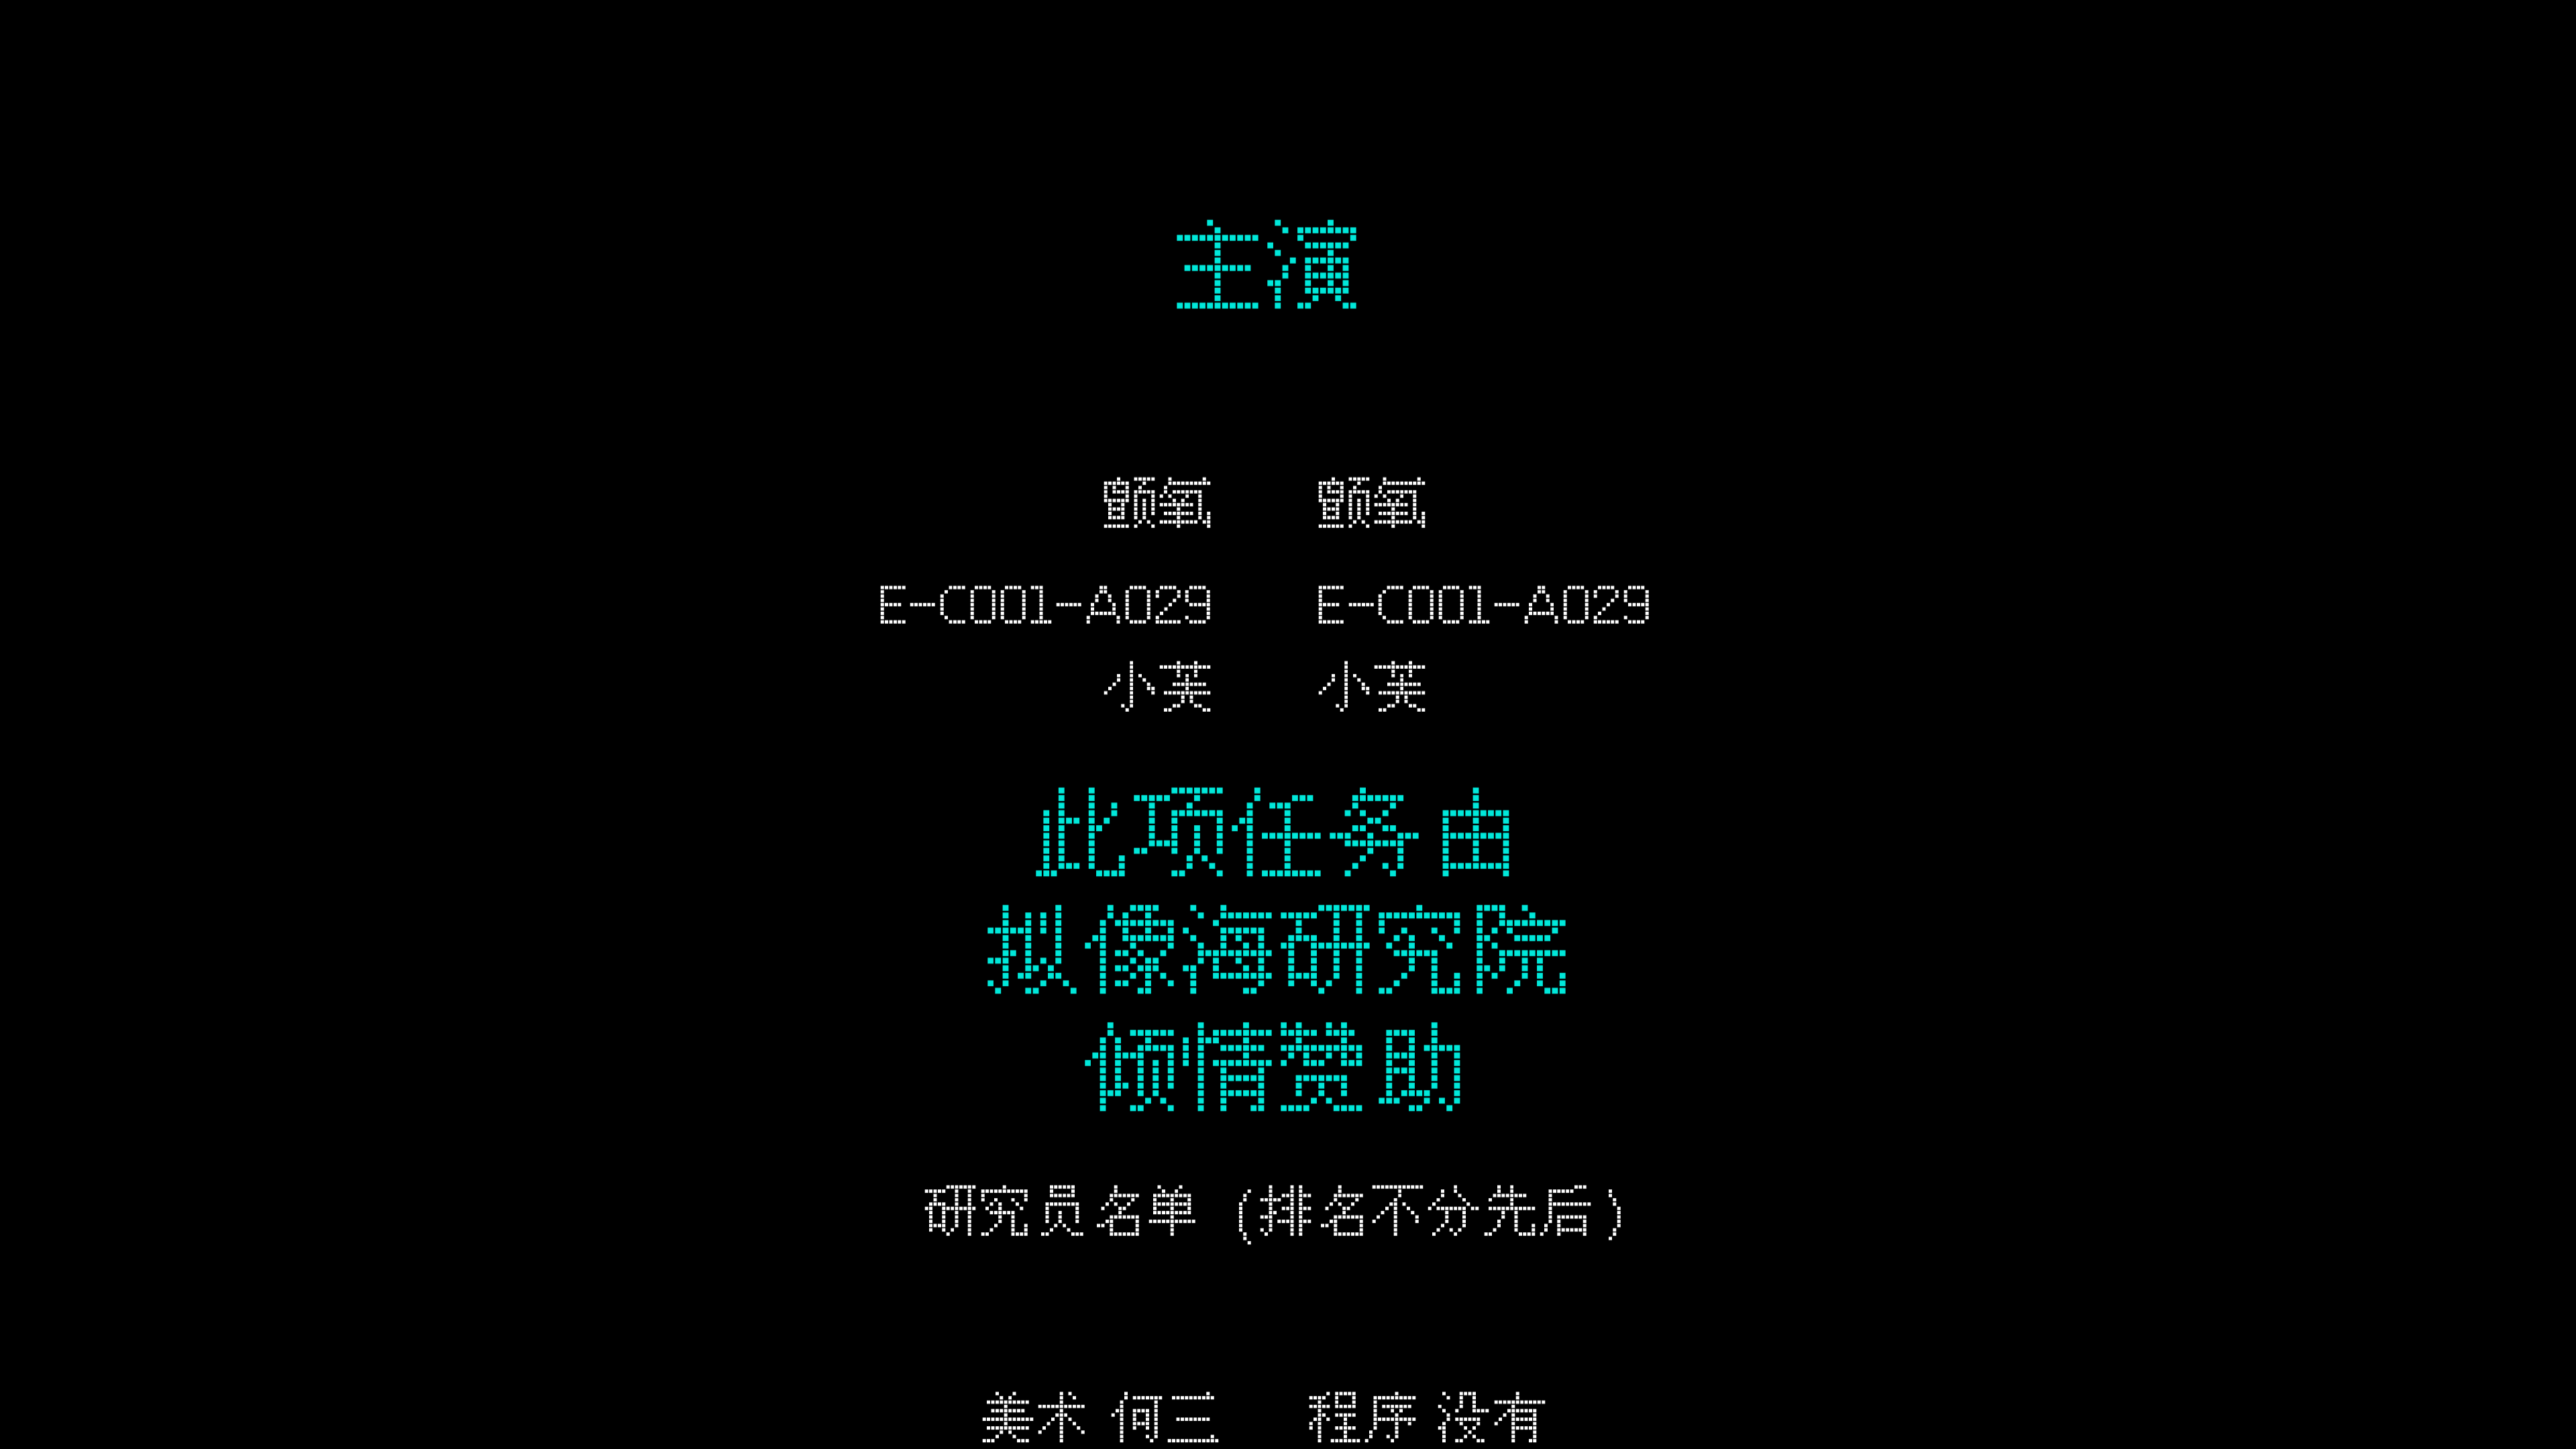 主演
颤氧 颤氧
E-C001-A029 E-C001-A029
小芙 小芙
此项任务由
拟像海研究院
倾情赞助
研究员名单（排名不分先后）
美术 何三 程序 没有